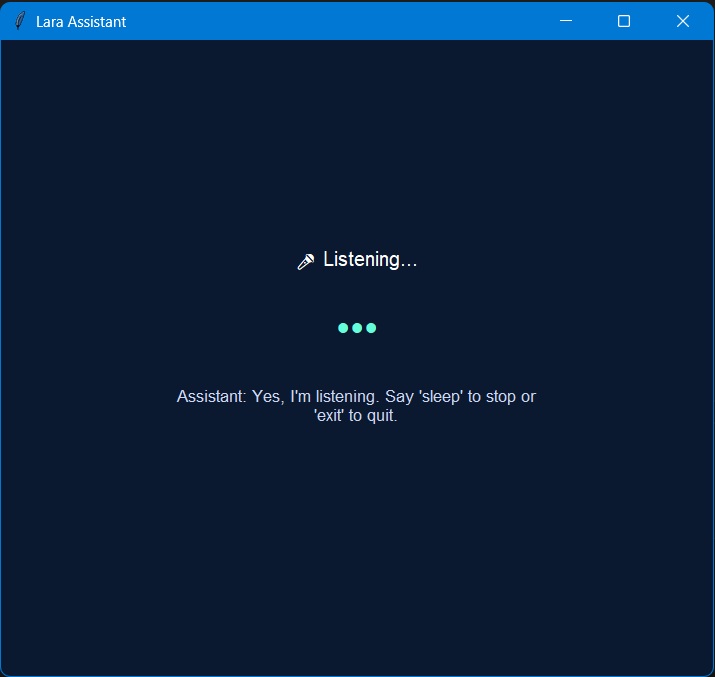 Lara Assistant
🎤 Listening...
Assistant: Yes, I'm listening. Say 'sleep' to stop or
'exit' to quit.